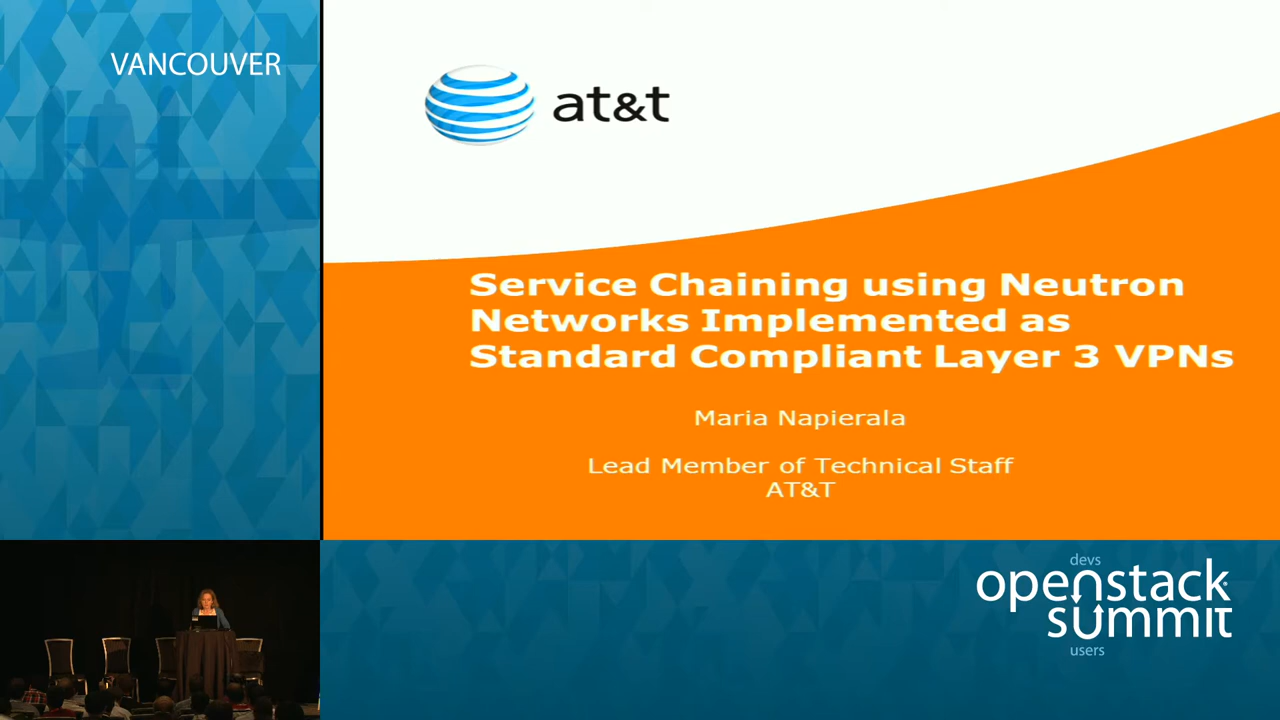 VANCOUVER
at&t
Service Chaining using Neutron
Networks Implemented as
Standard Compliant Layer 3 VPNs
Maria Napierala
Lead Member of Technical Staff
AT&T
devs
openstack
summit
users